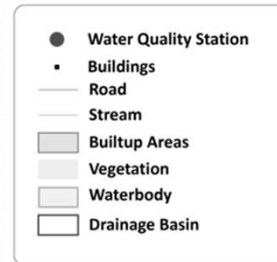 Water Quality Station
Buildings
Road
Stream
Builtup Areas
Vegetation
Waterbody
Drainage Basin